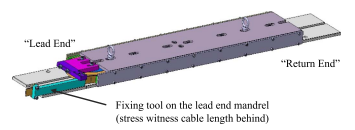 “Lead End”
“Return End”
Fixing tool on the lead end mandrel
(stress witness cable length behind)